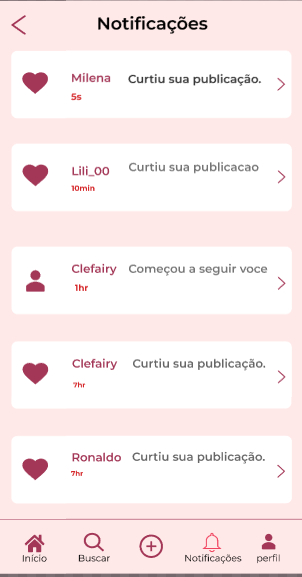 Notificações
Milena Curtiu sua publicação.
5s
Lili_00 Curtiu sua publicacao
10min
Clefairy Começou a seguir voce
1hr
Clefairy Curtiu sua publicação.
7hr
Ronaldo Curtiu sua publicação.
7hr
Início Buscar Notificações perfil